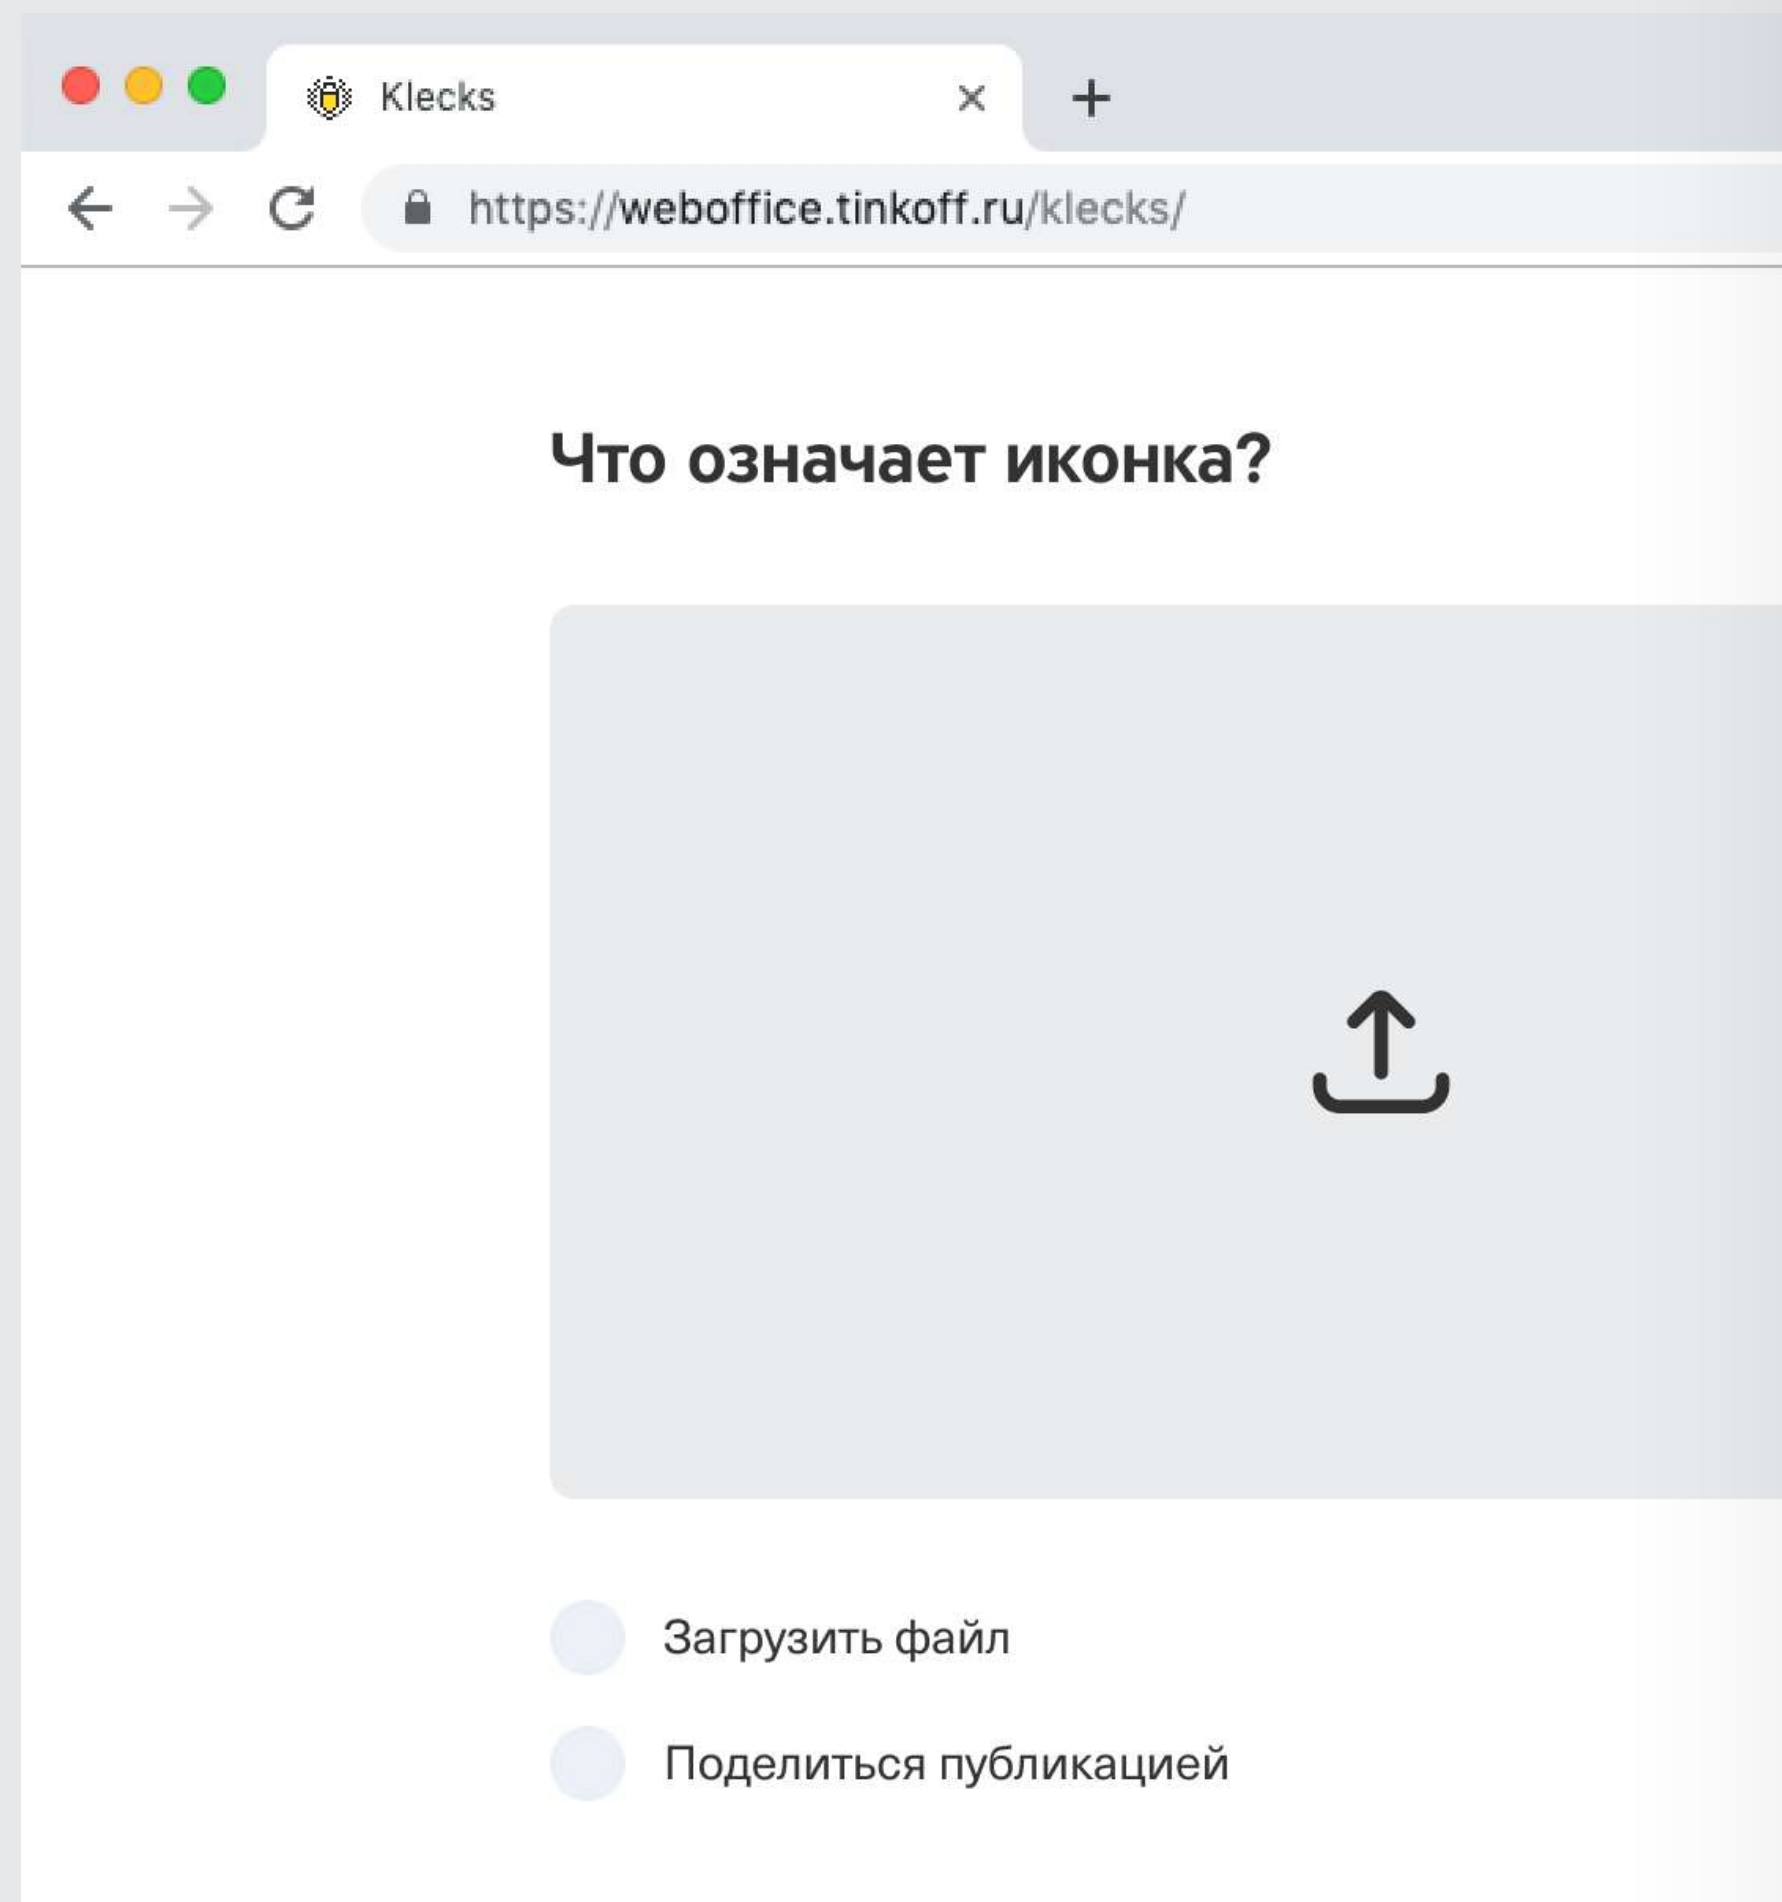 Klecks
https://weboffice.tinkoff.ru/klecks/
Что означает иконка?
Загрузить файл
Поделиться публикацией